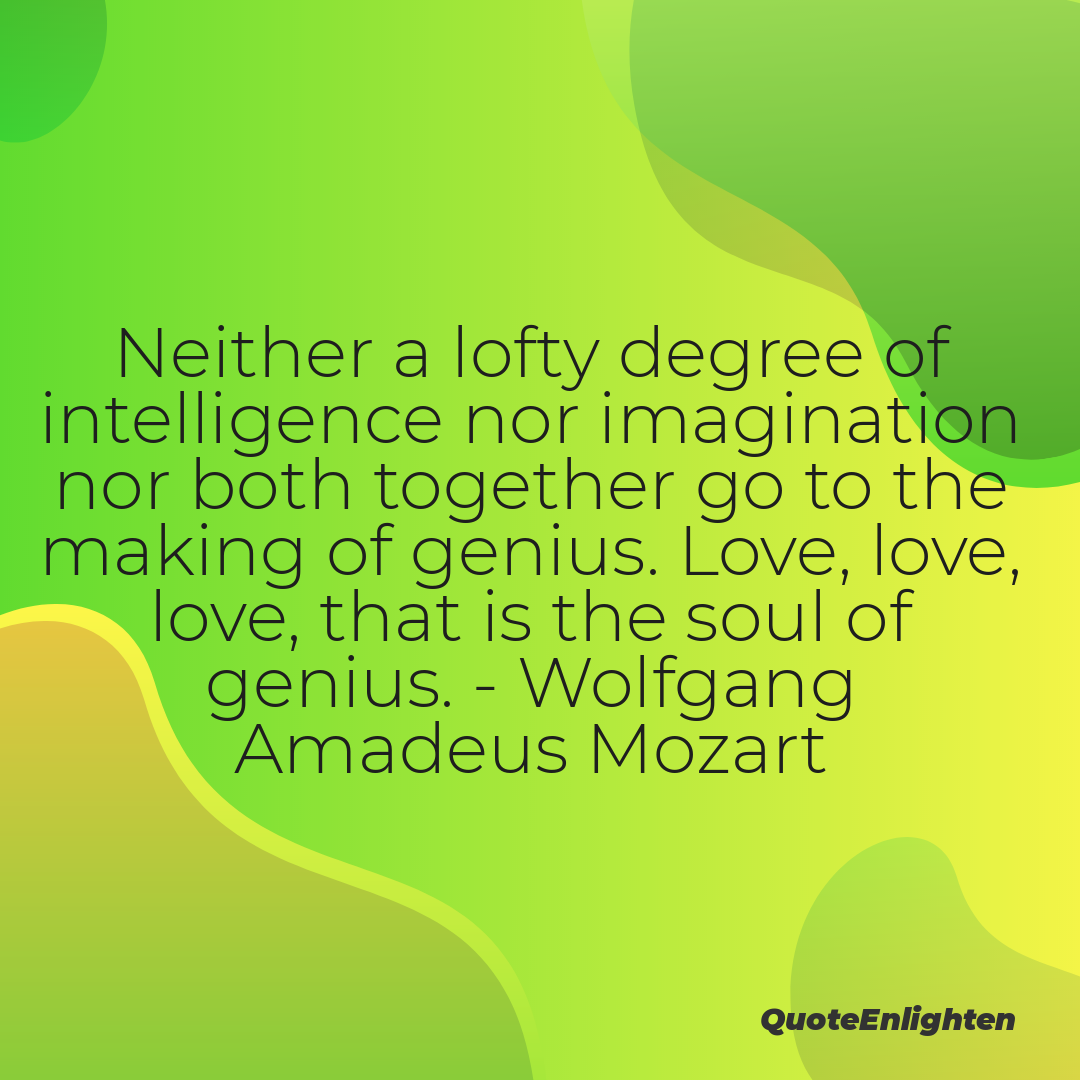 Neither a lofty degree of
intelligence nor imagination
nor both together go to the
making of genius. Love, love,
love, that is the soul of
genius. - Wolfgang
Amadeus Mozart
QuoteEnlighten